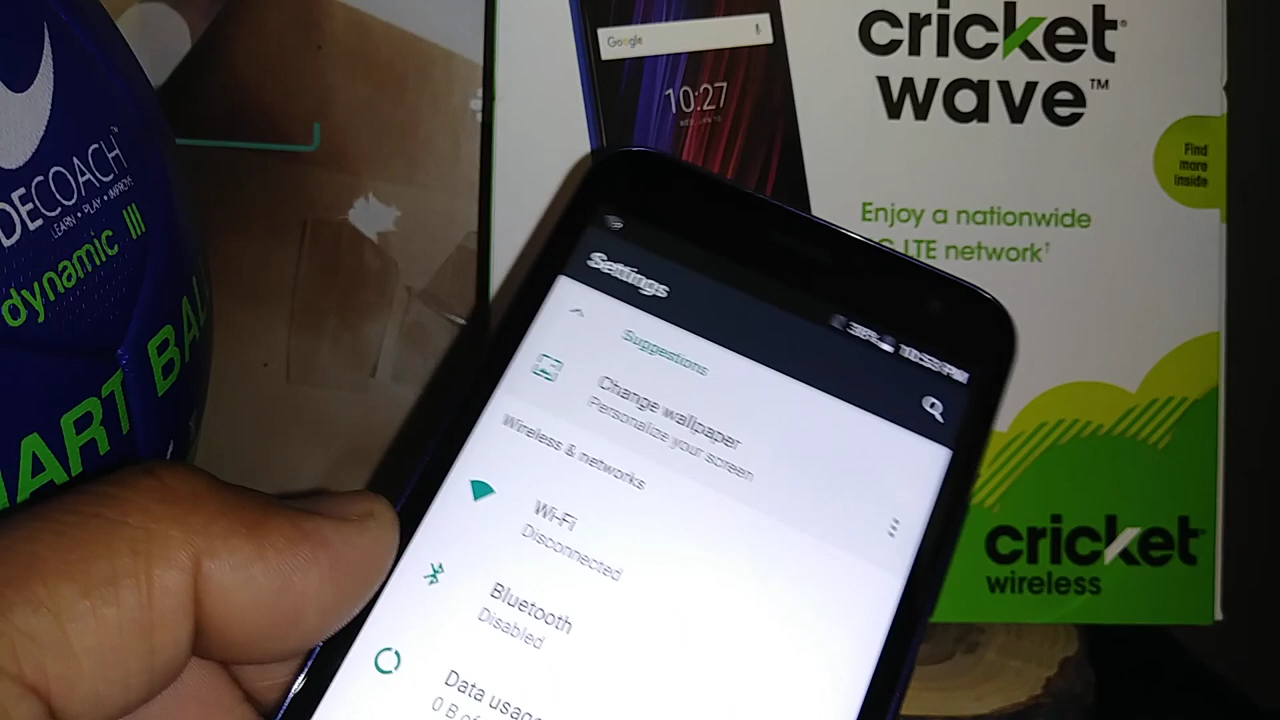 DECOACH™
LEARN • PLAY • IMPROVE
dynamic III
ART BAL
Google
10:27
cricket
wave™
Find
more
inside
Enjoy a nationwide
LTE network†
cricket
wireless
Settings
Suggestions
Change wallpaper
Personalize your screen
Wireless & networks
Wi-Fi
Disconnected
Bluetooth
Disabled
Data usage
0 B of